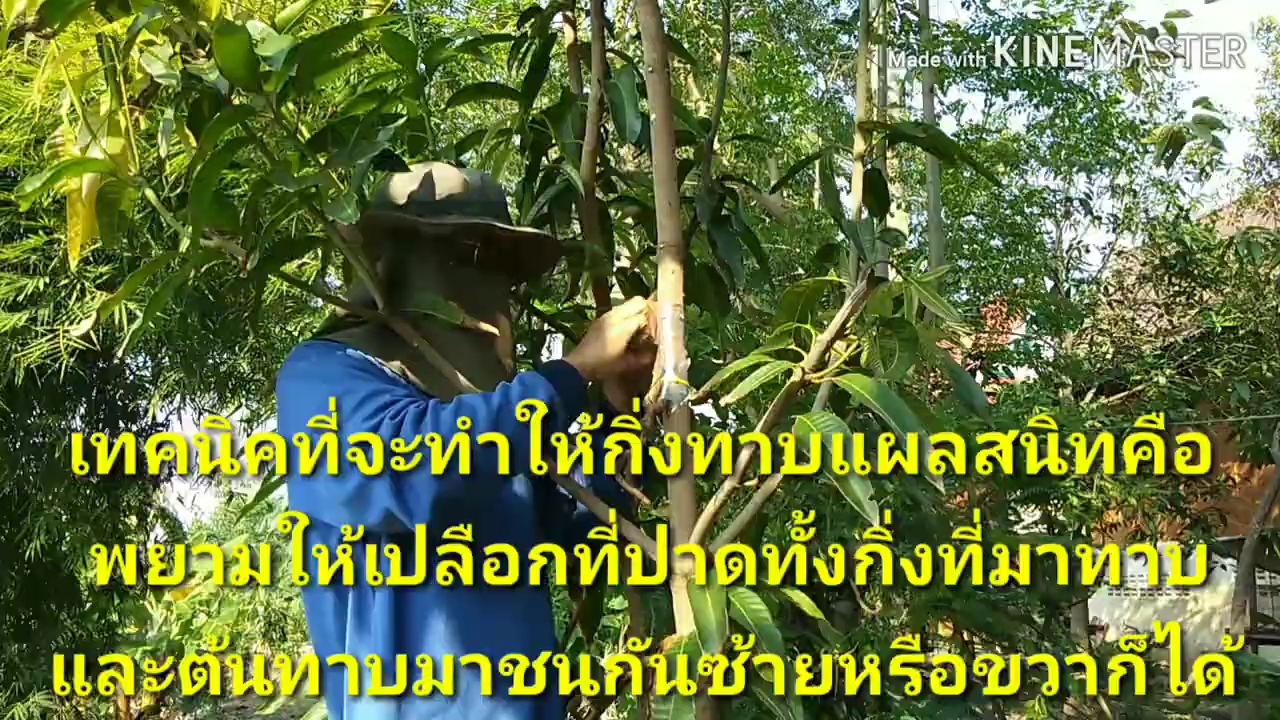 Made with KINEMASTER
เทคนิคที่จะทำให้กิ่งทาบแผลสนิทคือ
พยามให้เปลือกที่ปาดทั้งกิ่งที่มาทาบ
และต้นทาบมาชนกันซ้ายหรือขวาก็ได้